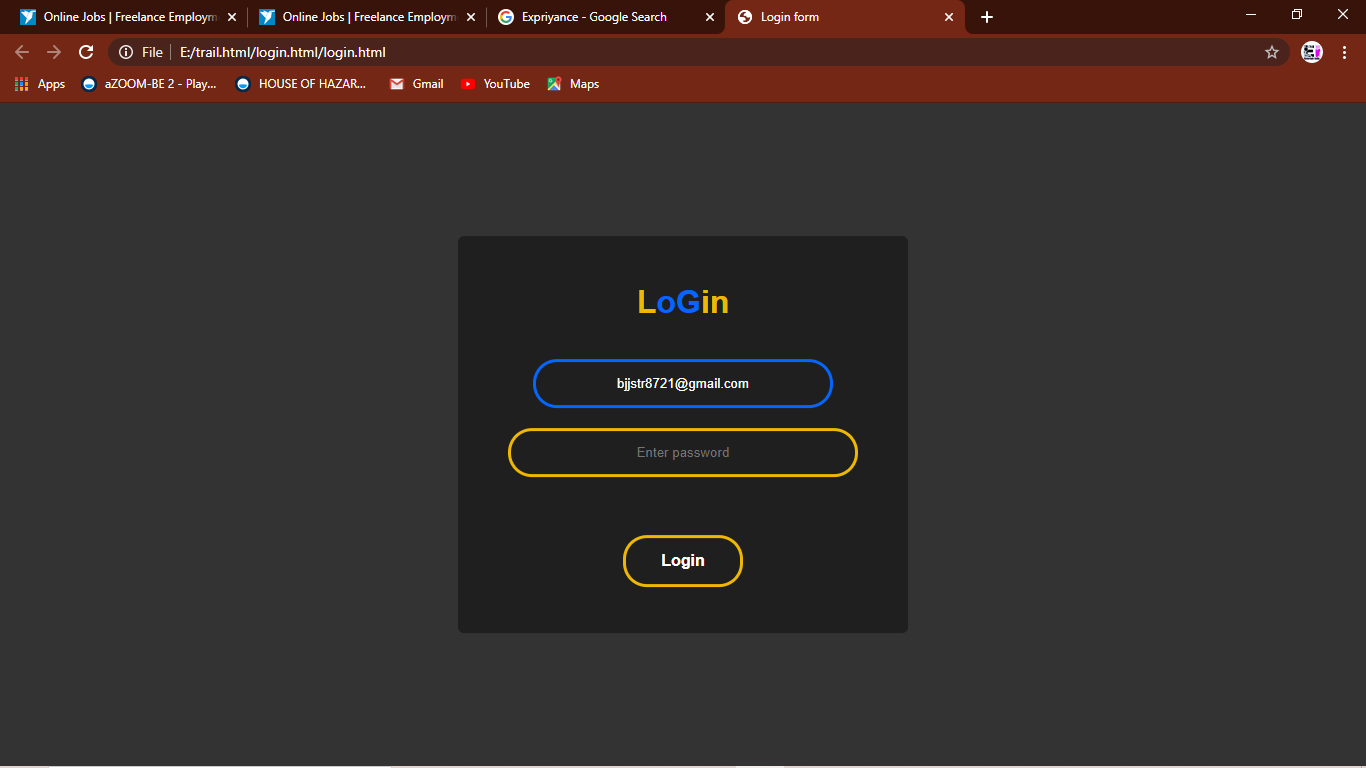 Online Jobs | Freelance Employm
Online Jobs | Freelance Employm
Expriyance - Google Search
Login form
File
E:/trail.html/login.html/login.html
Apps
aZOOM-BE 2 - Play...
HOUSE OF HAZAR...
Gmail
YouTube
Maps
LoGin
bjjstr8721@gmail.com
Enter password
Login